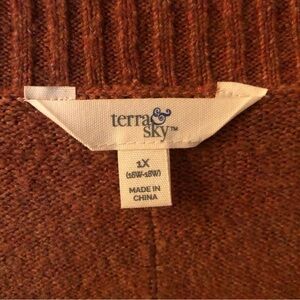 terra &
sky™
1X
(16W-18W)
MADE IN
CHINA